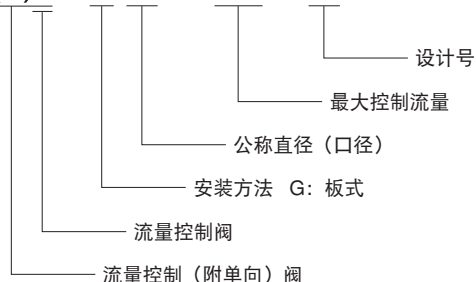 设计号
最大控制流量
公称直径（口径）
安装方法 G：板式
流量控制阀
流量控制（附单向）阀